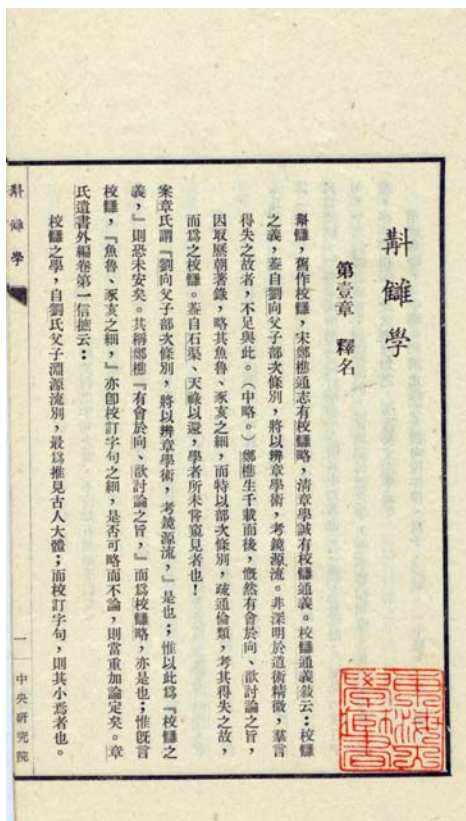 斠讎學
第壹章 釋名
斠讎，舊作校讎，宋鄭樵通志有校讎略，清章學誠有校讎通義。校讎通義敍云：校讎
之義，蓋自劉向父子部次條別，將以辨章學術，考鏡源流。非深明於道術精微，羣言
得失之故者，不足與此。（中略。）鄭樵生千載而後，慨然有會於向、歆討論之旨，
因取歷朝著錄，略其魚魯、豕亥之細，而特以部次條別，疏通倫類，考其得失之故，
而爲之校讎。蓋自石渠、天祿以還，學者所未嘗窺見者也！
案章氏謂『劉向父子部次條別，將以辨章學術，考鏡源流，』是也；惟以此爲『校讎之
義，』則恐未安矣。其稱鄭樵『有會於向、歆討論之旨，』而爲校讎略，亦是也；惟旣言
校讎，『魚魯、豕亥之細，』亦卽校訂字句之細，是否可略而不論，則當重加論定矣。章
氏遺書外編卷第一信摭云：
校讎之學，自劉氏父子淵源流別，最爲推見古人大體；而校訂字句，則其小焉者也。
斠讎學
一
中央研究院
東海大學圖書